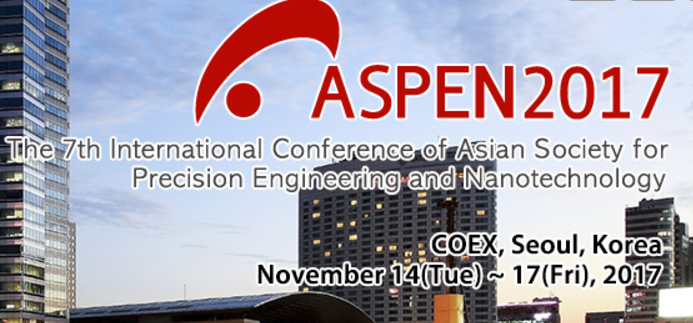 ASPEN2017
The 7th International Conference of Asian Society for
Precision Engineering and Nanotechnology
COEX, Seoul, Korea
November 14(Tue) ~ 17(Fri), 2017